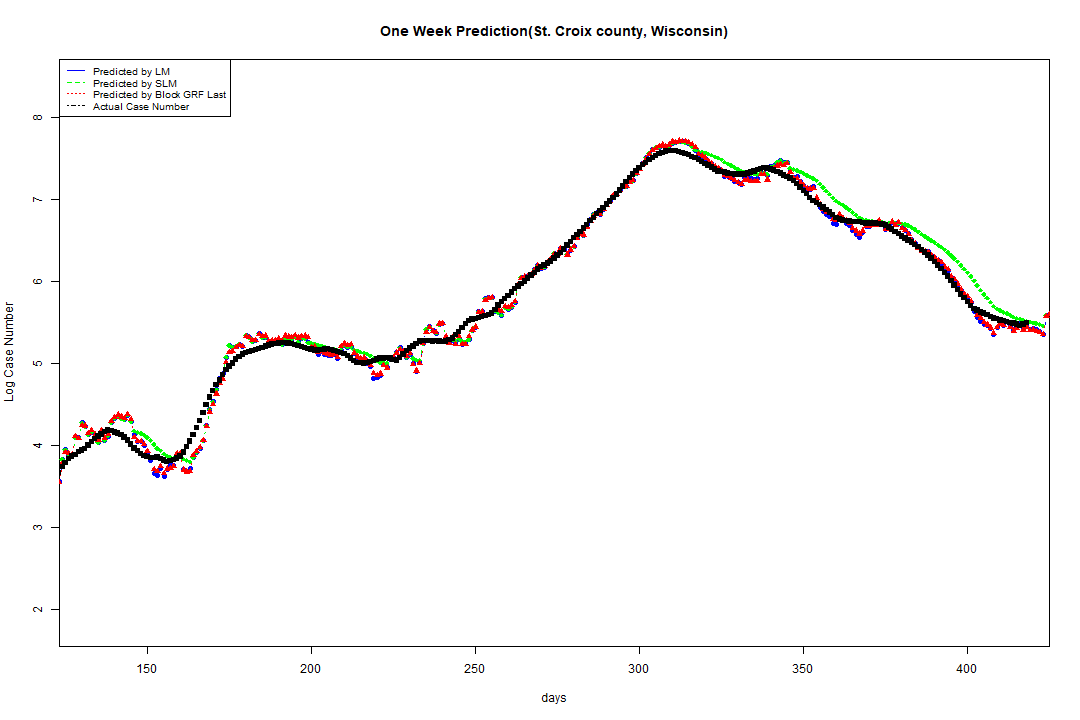 One Week Prediction(St. Croix county, Wisconsin)
Predicted by LM
Predicted by SLM
Predicted by Block GRF Last
Actual Case Number
8
7
6
5
4
3
2
Log Case Number
150 200 250 300 350 400
days